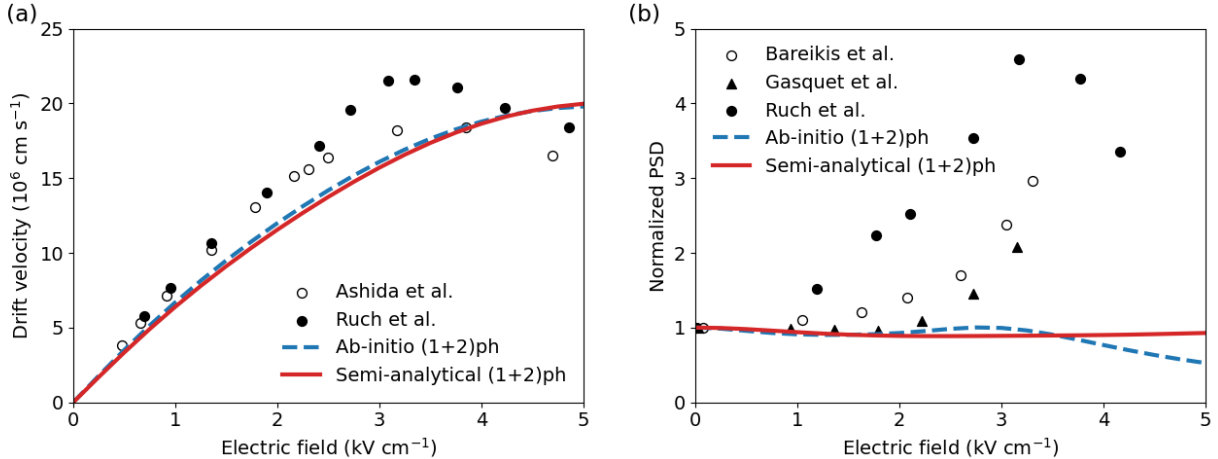 (a)
25
20
15
10
5
0
Drift velocity (10⁶ cm s⁻¹)
Ashida et al.
Ruch et al.
Ab-initio (1+2)ph
Semi-analytical (1+2)ph
0 1 2 3 4 5
Electric field (kV cm⁻¹)
(b)
5
4
3
2
1
0
Normalized PSD
Bareikis et al.
Gasquet et al.
Ruch et al.
Ab-initio (1+2)ph
Semi-analytical (1+2)ph
0 1 2 3 4 5
Electric field (kV cm⁻¹)